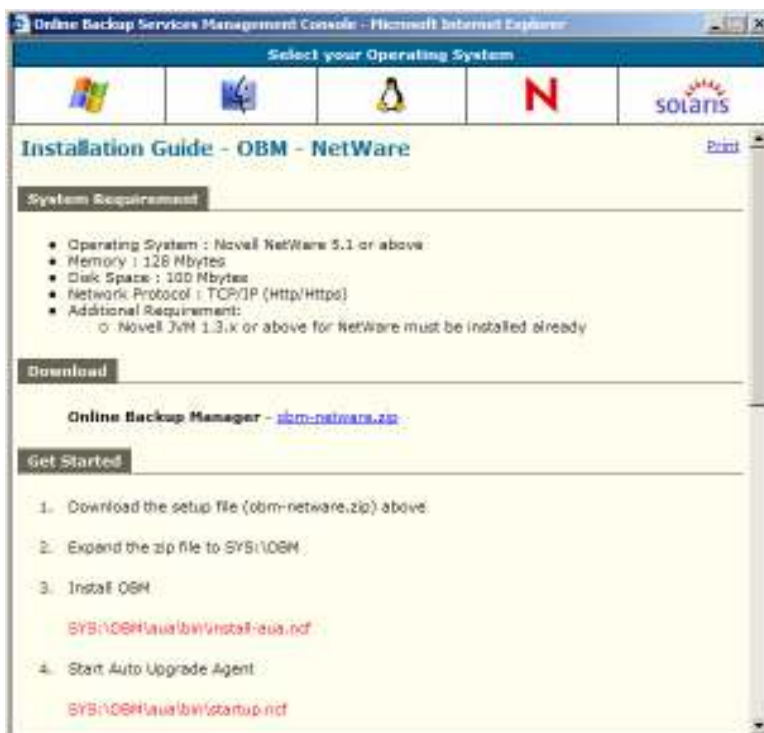 Online Backup Services Management Console - Microsoft Internet Explorer
Select your Operating System
N
solaris
Installation Guide - OBM - NetWare
Print
System Requirement
Operating System : Novell NetWare 5.1 or above
Memory : 128 Mbytes
Disk Space : 100 Mbytes
Network Protocol : TCP/IP (Http/Https)
Additional Requirement:
Novell JVM 1.3.x or above for NetWare must be installed already
Download
Online Backup Manager - obm-netware.zip
Get Started
1. Download the setup file (obm-netware.zip) above
2. Expand the zip file to SYS:\OBM
3. Install OBM
SYS:\OBM\aua\bin\install-aua.ncf
4. Start Auto Upgrade Agent
SYS:\OBM\aua\bin\startup.ncf